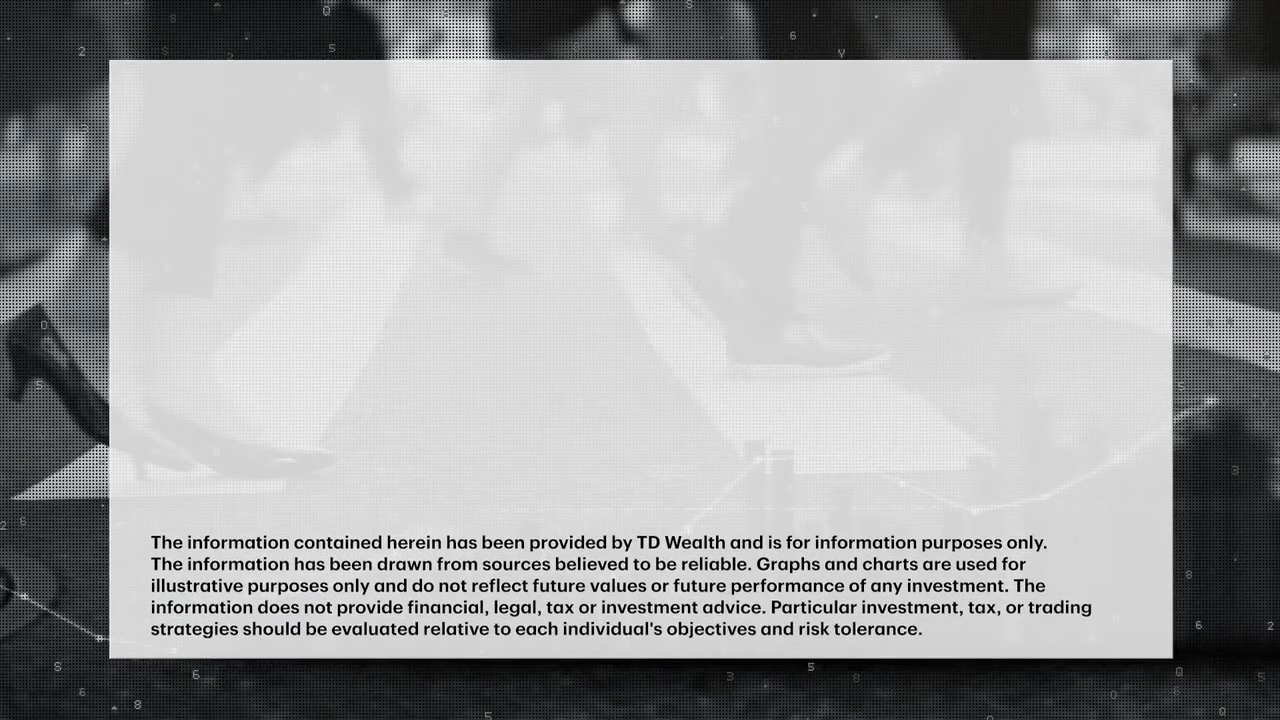 The information contained herein has been provided by TD Wealth and is for information purposes only.
The information has been drawn from sources believed to be reliable. Graphs and charts are used for
illustrative purposes only and do not reflect future values or future performance of any investment. The
information does not provide financial, legal, tax or investment advice. Particular investment, tax, or trading
strategies should be evaluated relative to each individual's objectives and risk tolerance.